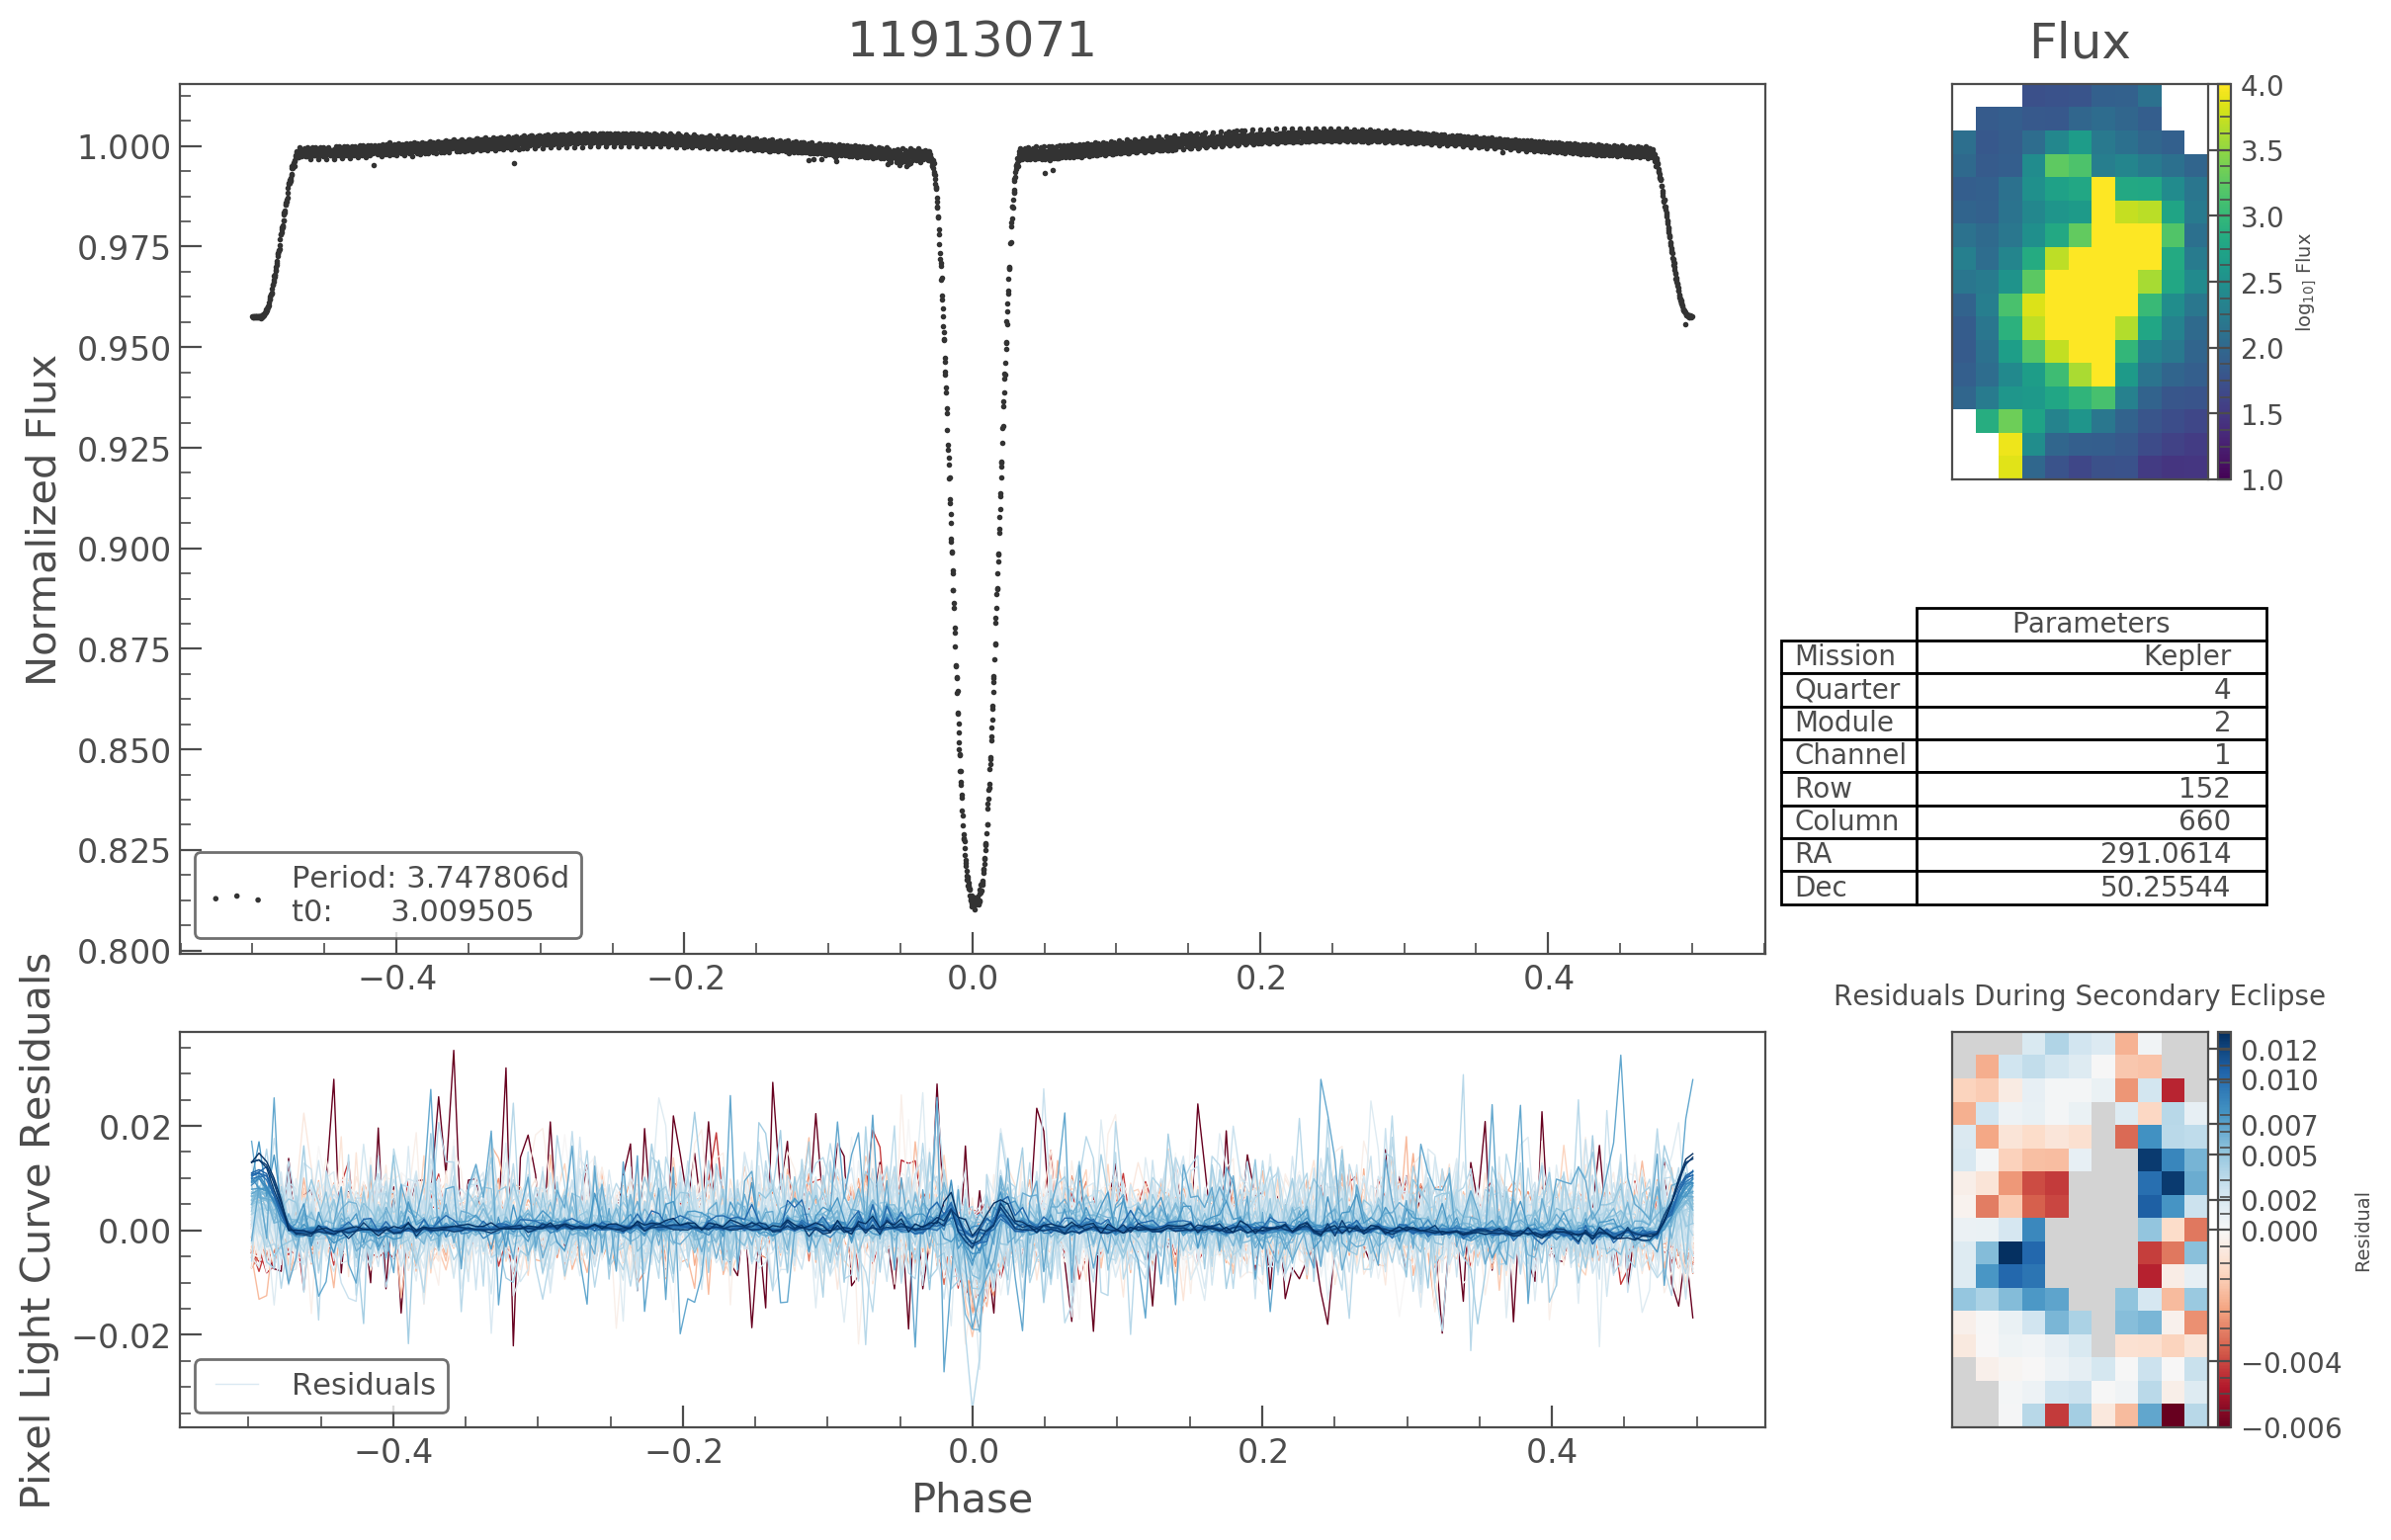 11913071
Flux
Normalized Flux
1.000
0.975
0.950
0.925
0.900
0.875
0.850
0.825
0.800
Period: 3.747806d
t0: 3.009505
−0.4
−0.2
0.0
0.2
0.4
4.0
3.5
3.0
2.5
2.0
1.5
1.0
log₁₀] Flux
Parameters
Mission Kepler
Quarter 4
Module 2
Channel 1
Row 152
Column 660
RA 291.0614
Dec 50.25544
Pixel Light Curve Residuals
0.02
0.00
−0.02
Residuals
−0.4
−0.2
0.0
0.2
0.4
Phase
Residuals During Secondary Eclipse
0.012
0.010
0.007
0.005
0.002
0.000
−0.004
−0.006
Residual